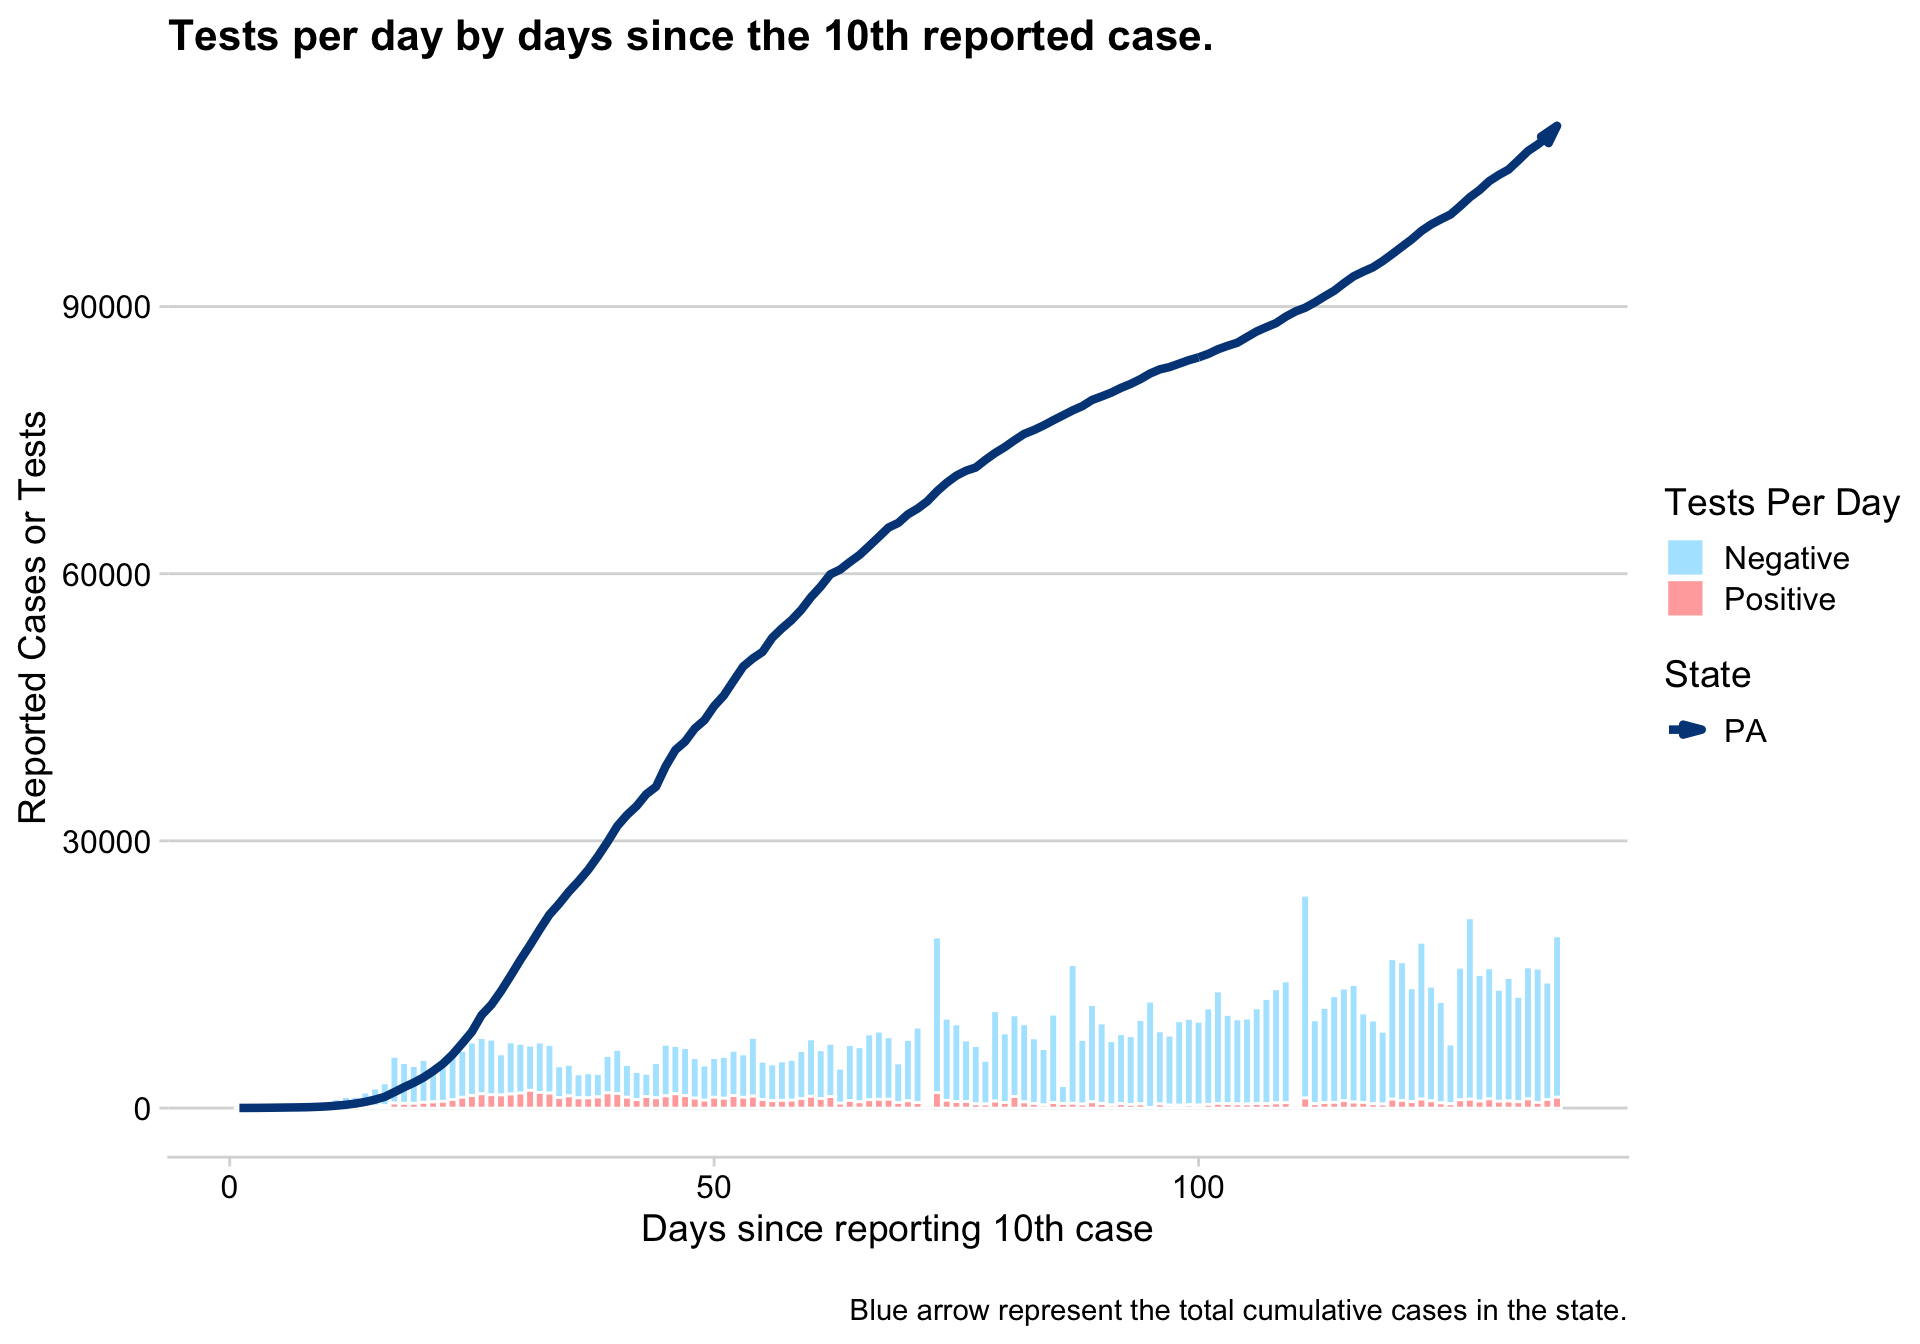 Tests per day by days since the 10th reported case.
Reported Cases or Tests
90000
60000
30000
0
0
50
100
Days since reporting 10th case
Tests Per Day
Negative
Positive
State
PA
Blue arrow represent the total cumulative cases in the state.